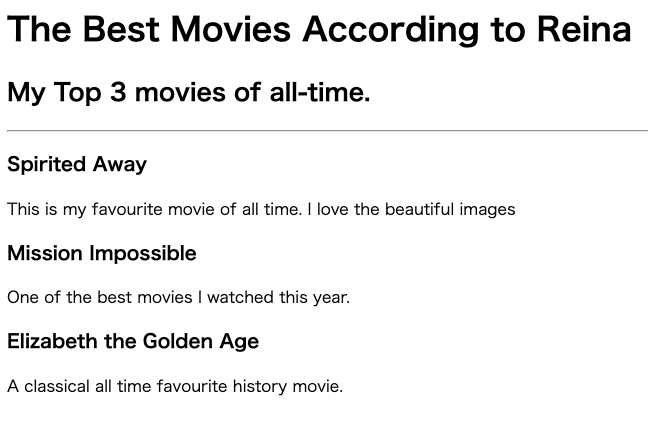 The Best Movies According to Reina
My Top 3 movies of all-time.
Spirited Away
This is my favourite movie of all time. I love the beautiful images
Mission Impossible
One of the best movies I watched this year.
Elizabeth the Golden Age
A classical all time favourite history movie.